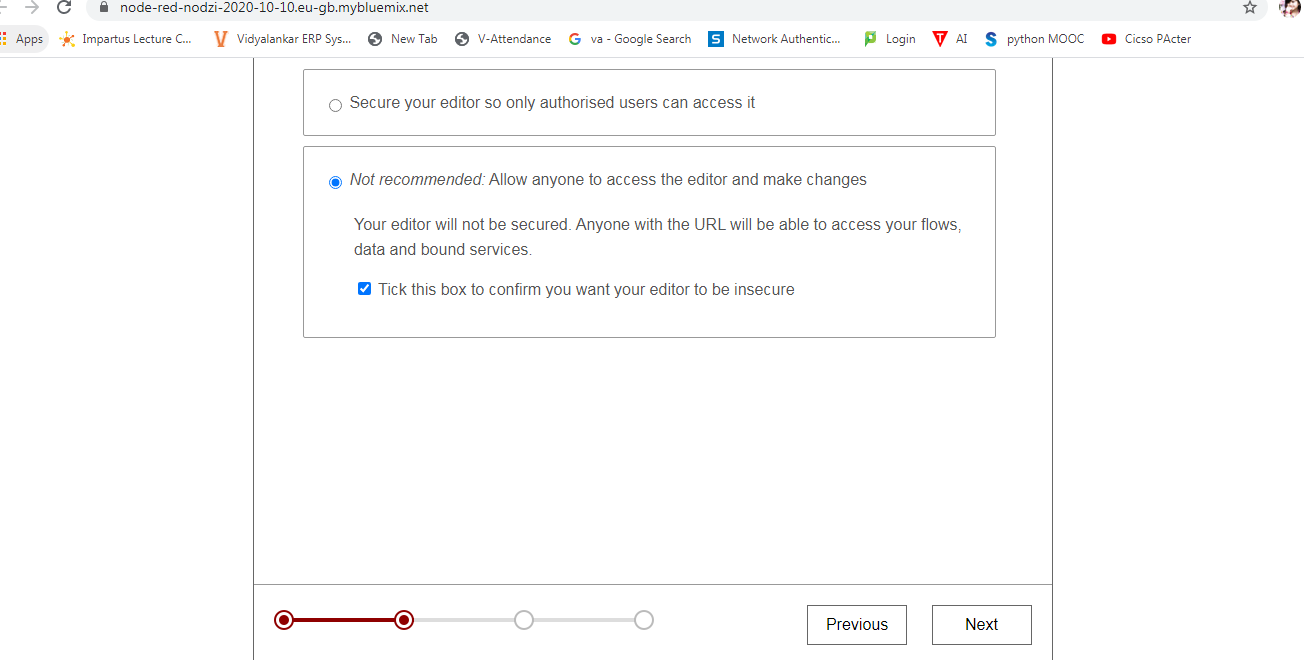 node-red-nodzi-2020-10-10.eu-gb.mybluemix.net
Apps Impartus Lecture C... Vidyalankar ERP Sys... New Tab V-Attendance va - Google Search Network Authentic... Login AI python MOOC Cicso PActer
Secure your editor so only authorised users can access it
Not recommended: Allow anyone to access the editor and make changes
Your editor will not be secured. Anyone with the URL will be able to access your flows,
data and bound services.
Tick this box to confirm you want your editor to be insecure
Previous Next